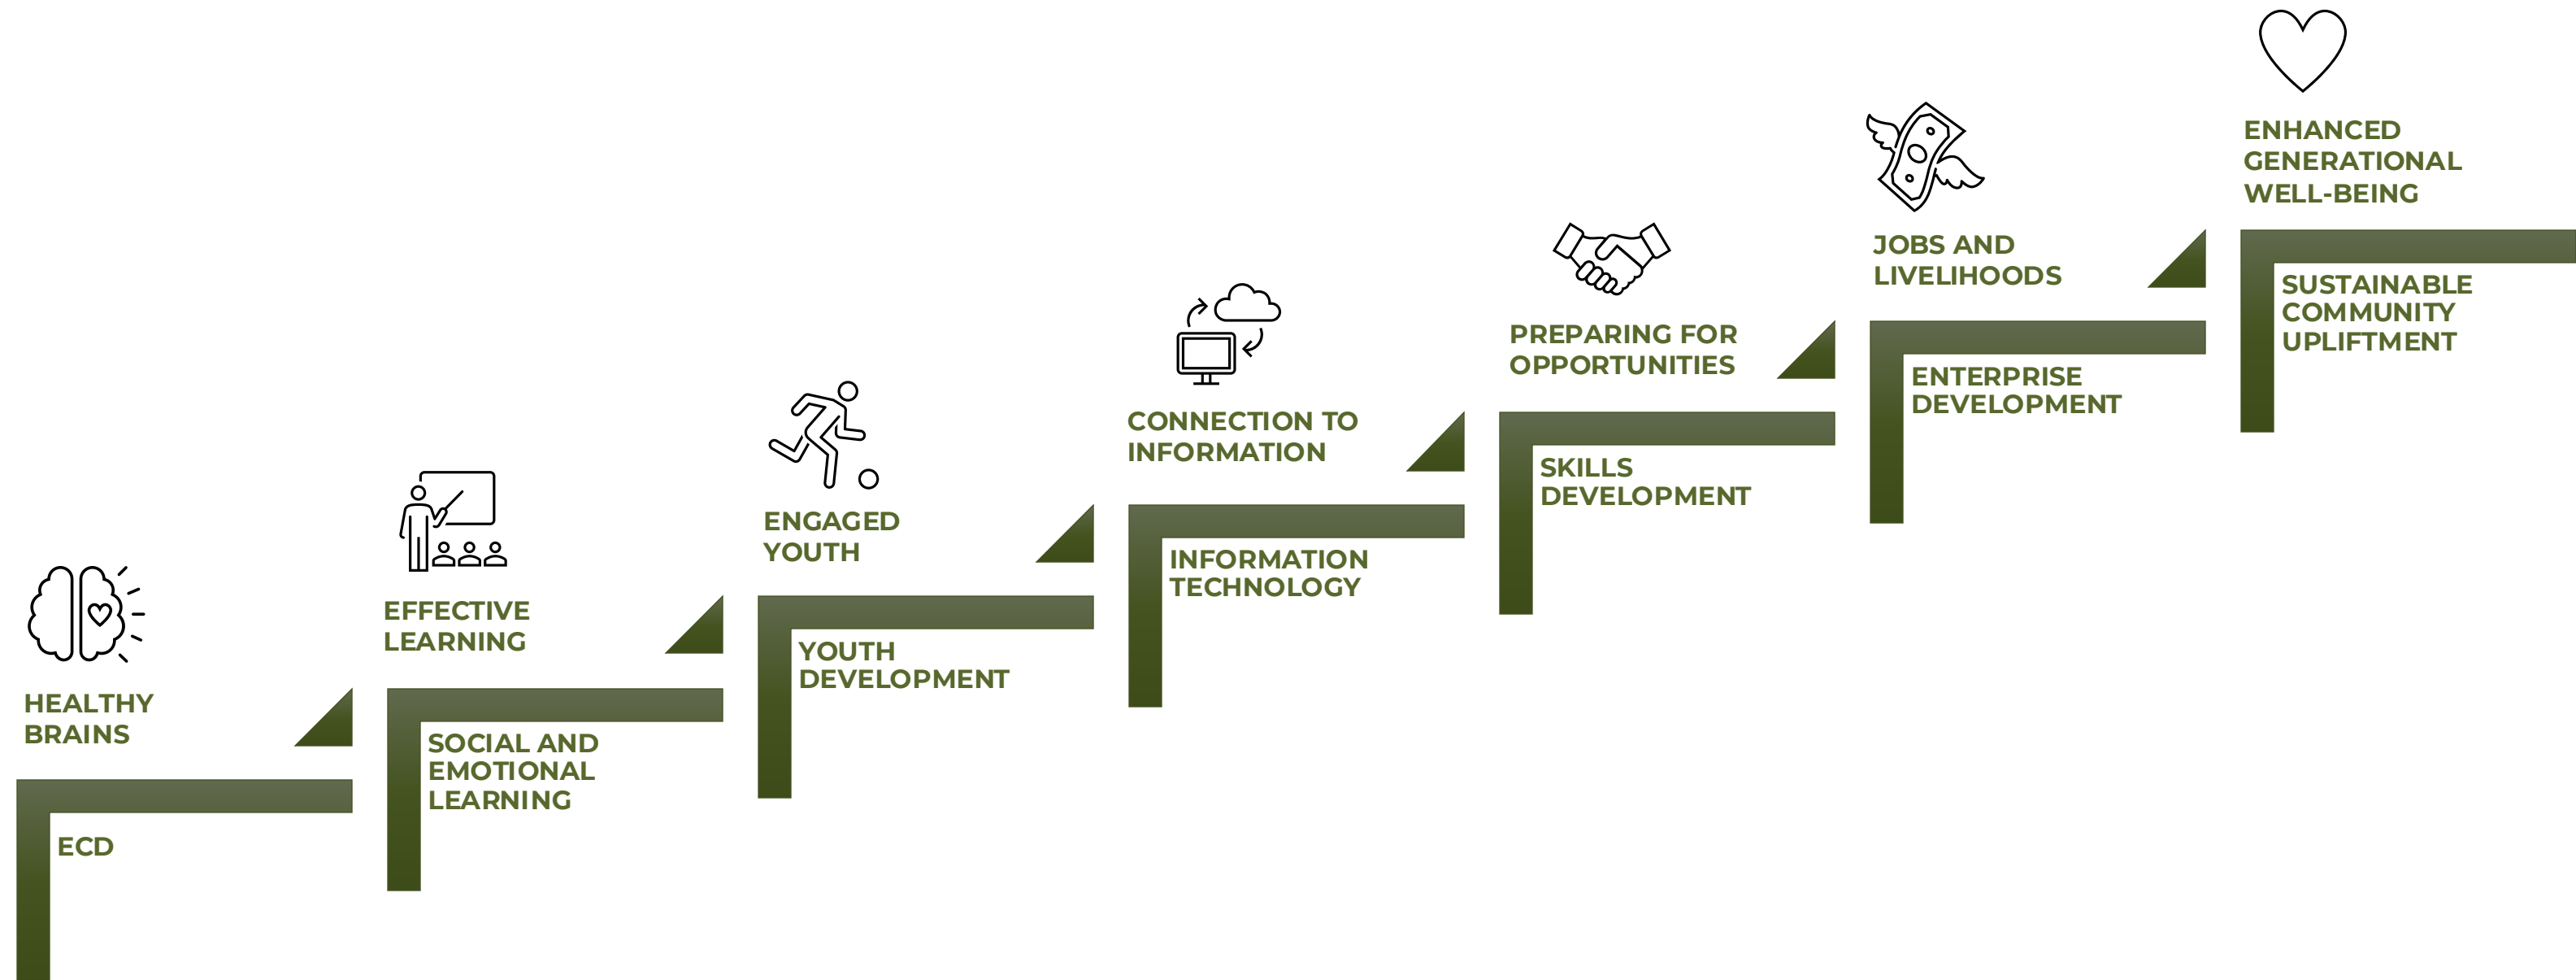 HEALTHY
BRAINS
ECD
EFFECTIVE
LEARNING
SOCIAL AND
EMOTIONAL
LEARNING
ENGAGED
YOUTH
YOUTH
DEVELOPMENT
CONNECTION TO
INFORMATION
INFORMATION
TECHNOLOGY
PREPARING FOR
OPPORTUNITIES
SKILLS
DEVELOPMENT
JOBS AND
LIVELIHOODS
ENTERPRISE
DEVELOPMENT
ENHANCED
GENERATIONAL
WELL-BEING
SUSTAINABLE
COMMUNITY
UPLIFTMENT